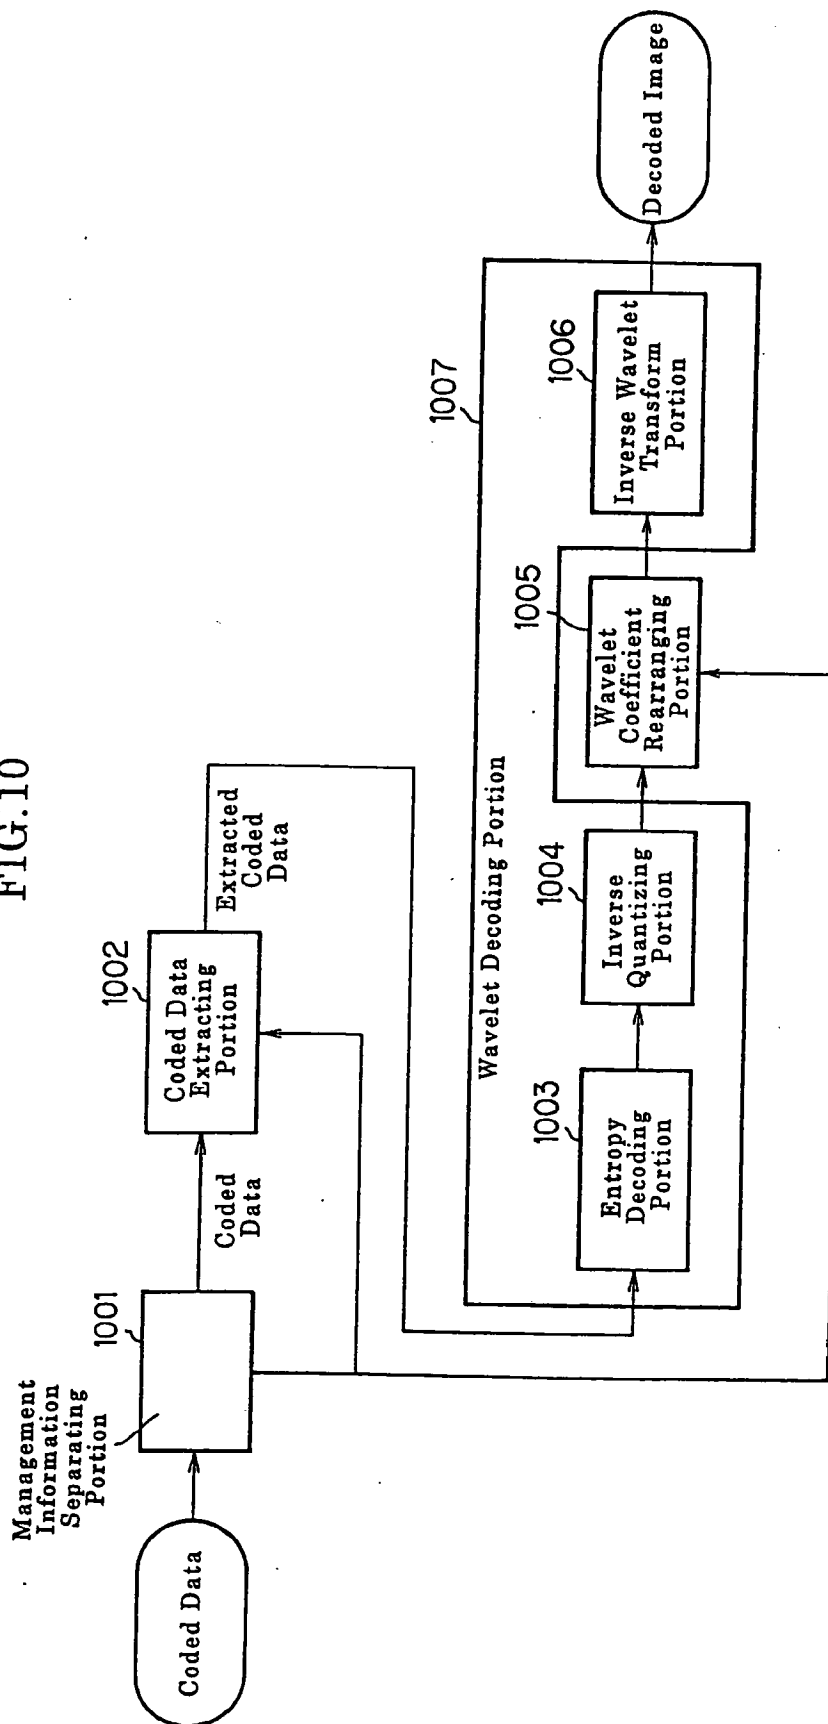 FIG.10
Coded Data
Management
Information
Separating
Portion
1001
Coded
Data
1002
Coded Data
Extracting
Portion
Extracted
Coded
Data
1007
Wavelet Decoding Portion
1003
Entropy
Decoding
Portion
1004
Inverse
Quantizing
Portion
1005
Wavelet
Coefficient
Rearranging
Portion
1006
Inverse Wavelet
Transform
Portion
Decoded Image